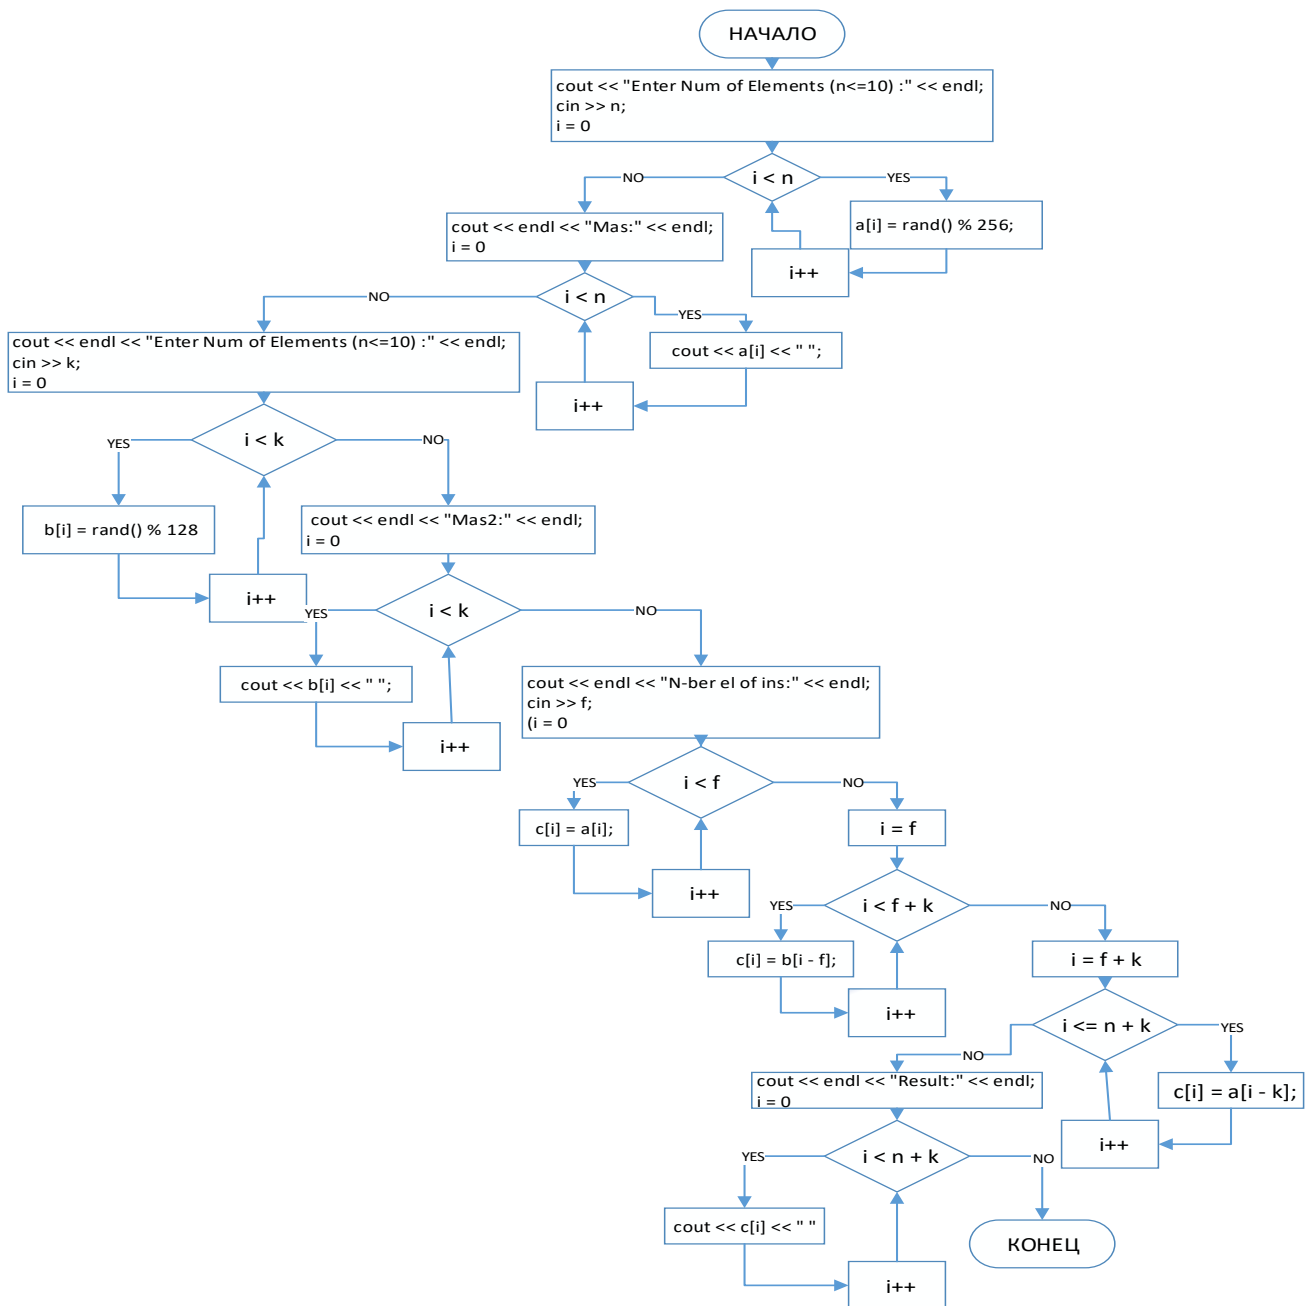 НАЧАЛО
cout << "Enter Num of Elements (n<=10) :" << endl;
cin >> n;
i = 0
i < n
NO
YES
a[i] = rand() % 256;
i++
cout << endl << "Mas:" << endl;
i = 0
i < n
NO
YES
cout << a[i] << " ";
i++
cout << endl << "Enter Num of Elements (n<=10) :" << endl;
cin >> k;
i = 0
i < k
YES
NO
b[i] = rand() % 128
i++
cout << endl << "Mas2:" << endl;
i = 0
i < k
YES
NO
cout << b[i] << " ";
i++
cout << endl << "N-ber el of ins:" << endl;
cin >> f;
(i = 0
i < f
YES
NO
c[i] = a[i];
i++
i = f
i < f + k
YES
NO
c[i] = b[i - f];
i++
i = f + k
i <= n + k
YES
NO
c[i] = a[i - k];
i++
cout << endl << "Result:" << endl;
i = 0
i < n + k
YES
NO
cout << c[i] << " "
i++
КОНЕЦ